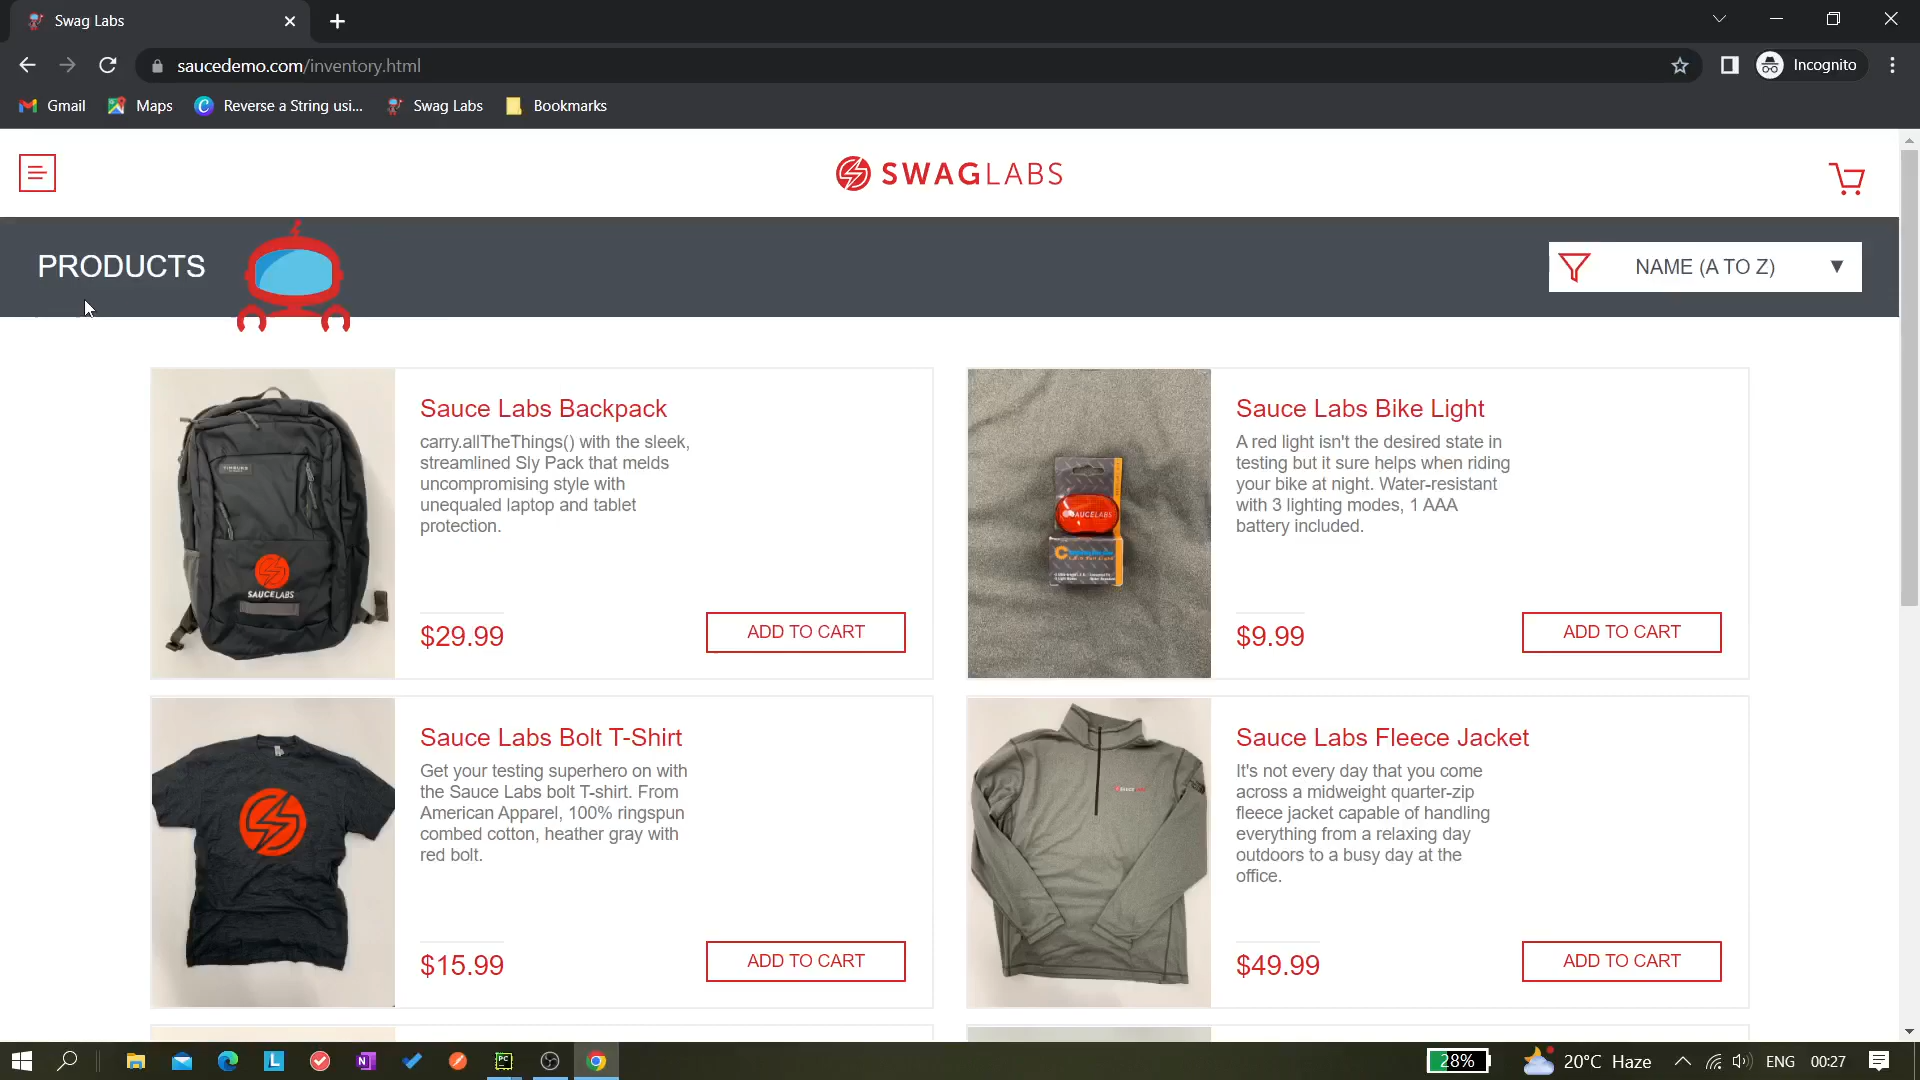 Swag Labs
saucedemo.com/inventory.html
Incognito
Gmail
Maps
Reverse a String usi...
Swag Labs
Bookmarks
SWAGLABS
PRODUCTS
NAME (A TO Z)
Sauce Labs Backpack
carry.allTheThings() with the sleek,
streamlined Sly Pack that melds
uncompromising style with
unequaled laptop and tablet
protection.
$29.99
ADD TO CART
SAUCELABS
Sauce Labs Bike Light
A red light isn't the desired state in
testing but it sure helps when riding
your bike at night. Water-resistant
with 3 lighting modes, 1 AAA
battery included.
$9.99
ADD TO CART
SAUCELABS
Sauce Labs Bolt T-Shirt
Get your testing superhero on with
the Sauce Labs bolt T-shirt. From
American Apparel, 100% ringspun
combed cotton, heather gray with
red bolt.
$15.99
ADD TO CART
Sauce Labs Fleece Jacket
It's not every day that you come
across a midweight quarter-zip
fleece jacket capable of handling
everything from a relaxing day
outdoors to a busy day at the
office.
$49.99
ADD TO CART
28%
20°C Haze
ENG
00:27